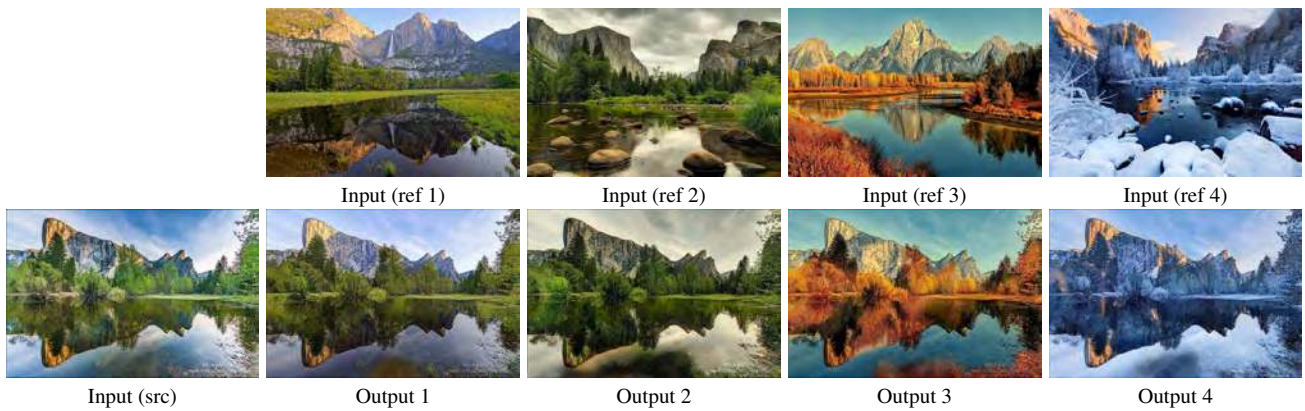 Input (ref 1) Input (ref 2) Input (ref 3) Input (ref 4)
Input (src) Output 1 Output 2 Output 3 Output 4